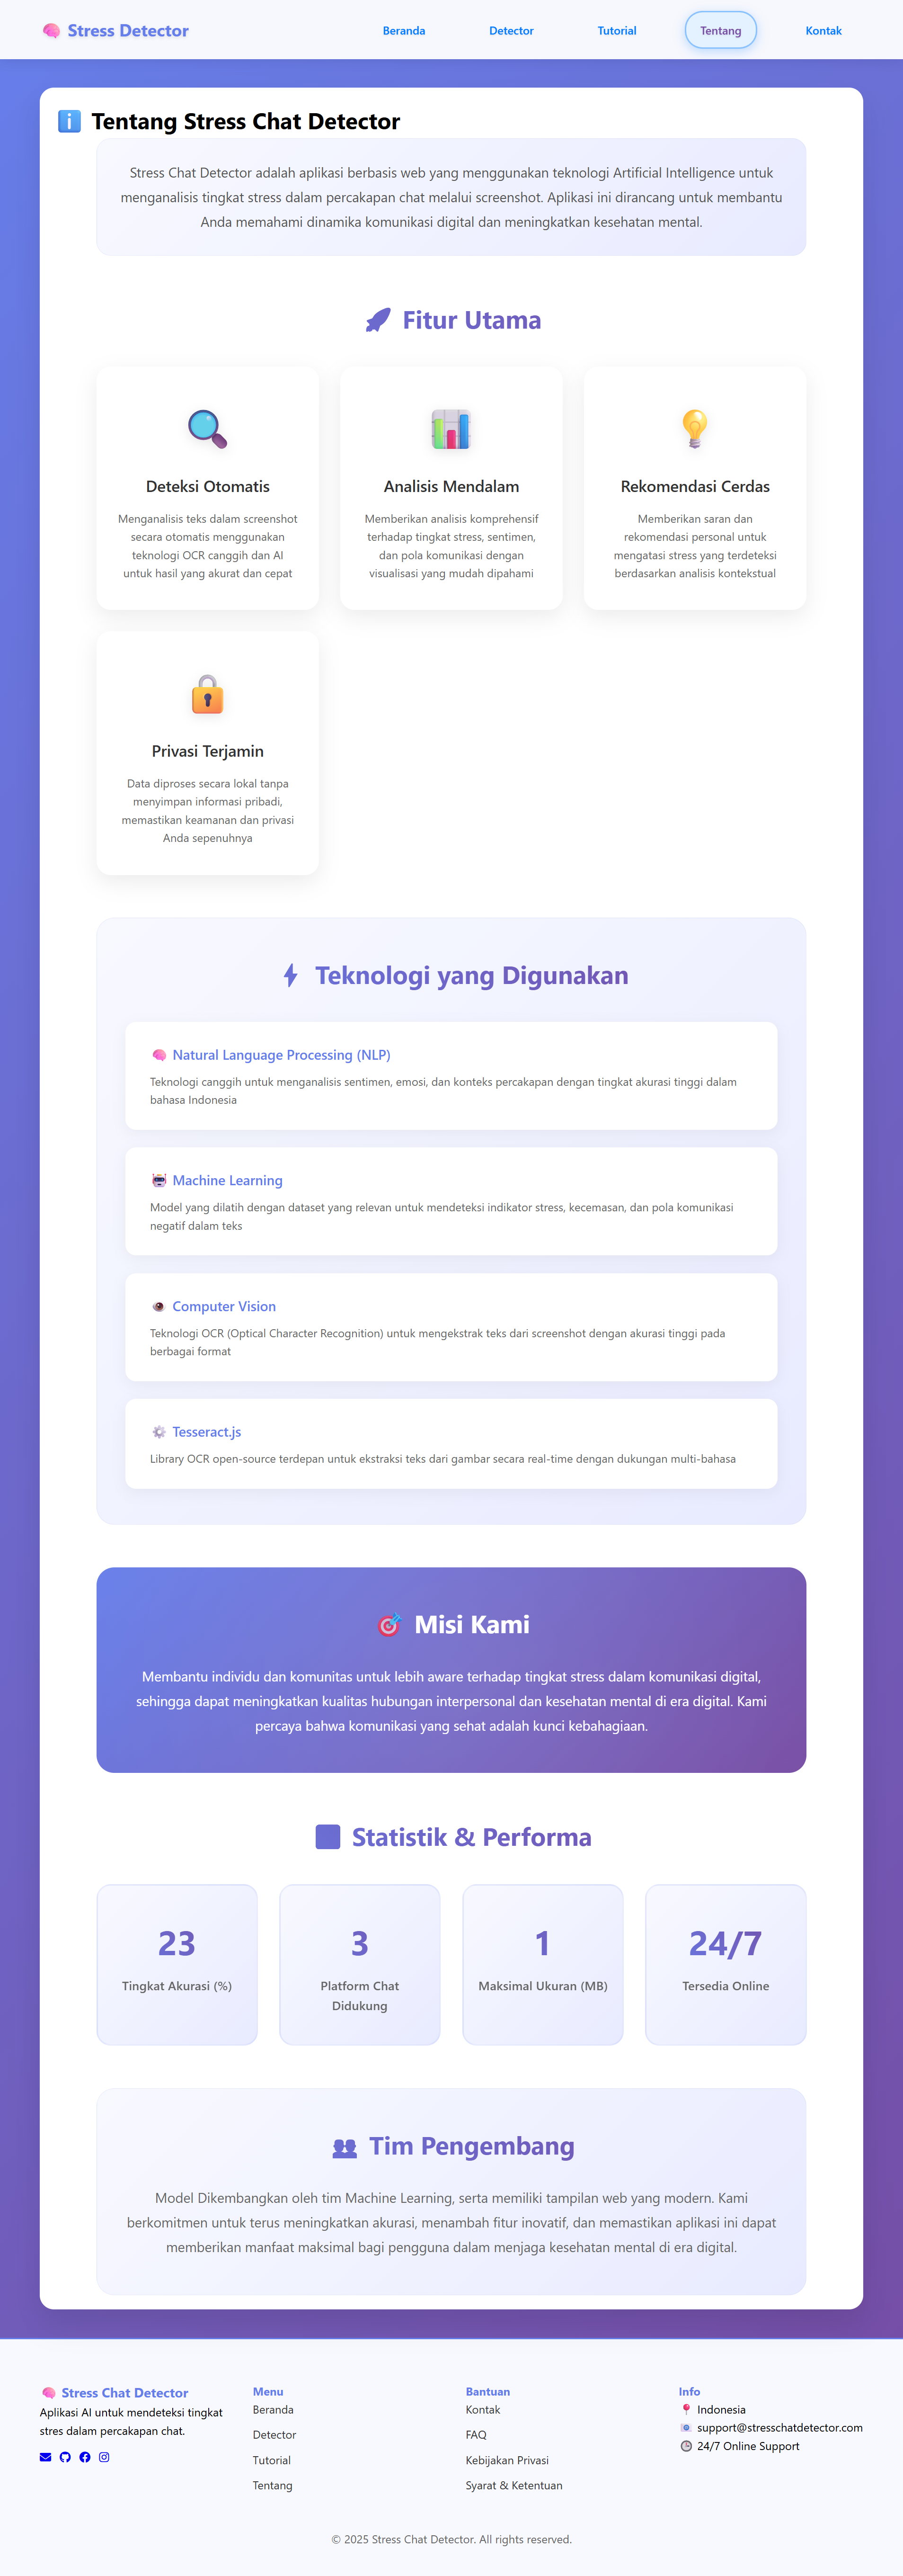 Stress Detector
Beranda
Detector
Tutorial
Tentang
Kontak
Tentang Stress Chat Detector
Stress Chat Detector adalah aplikasi berbasis web yang menggunakan teknologi Artificial Intelligence untuk
menganalisis tingkat stress dalam percakapan chat melalui screenshot. Aplikasi ini dirancang untuk membantu
Anda memahami dinamika komunikasi digital dan meningkatkan kesehatan mental.
Fitur Utama
Deteksi Otomatis
Menganalisis teks dalam screenshot
secara otomatis menggunakan
teknologi OCR canggih dan AI
untuk hasil yang akurat dan cepat
Analisis Mendalam
Memberikan analisis komprehensif
terhadap tingkat stress, sentimen,
dan pola komunikasi dengan
visualisasi yang mudah dipahami
Rekomendasi Cerdas
Memberikan saran dan
rekomendasi personal untuk
mengatasi stress yang terdeteksi
berdasarkan analisis kontekstual
Privasi Terjamin
Data diproses secara lokal tanpa
menyimpan informasi pribadi,
memastikan keamanan dan privasi
Anda sepenuhnya
Teknologi yang Digunakan
Natural Language Processing (NLP)
Teknologi canggih untuk menganalisis sentimen, emosi, dan konteks percakapan dengan tingkat akurasi tinggi dalam
bahasa Indonesia
Machine Learning
Model yang dilatih dengan dataset yang relevan untuk mendeteksi indikator stress, kecemasan, dan pola komunikasi
negatif dalam teks
Computer Vision
Teknologi OCR (Optical Character Recognition) untuk mengekstrak teks dari screenshot dengan akurasi tinggi pada
berbagai format
Tesseract.js
Library OCR open-source terdepan untuk ekstraksi teks dari gambar secara real-time dengan dukungan multi-bahasa
Misi Kami
Membantu individu dan komunitas untuk lebih aware terhadap tingkat stress dalam komunikasi digital,
sehingga dapat meningkatkan kualitas hubungan interpersonal dan kesehatan mental di era digital. Kami
percaya bahwa komunikasi yang sehat adalah kunci kebahagiaan.
Statistik & Performa
23
Tingkat Akurasi (%)
3
Platform Chat
Didukung
1
Maksimal Ukuran (MB)
24/7
Tersedia Online
Tim Pengembang
Model Dikembangkan oleh tim Machine Learning, serta memiliki tampilan web yang modern. Kami
berkomitmen untuk terus meningkatkan akurasi, menambah fitur inovatif, dan memastikan aplikasi ini dapat
memberikan manfaat maksimal bagi pengguna dalam menjaga kesehatan mental di era digital.
Stress Chat Detector
Aplikasi AI untuk mendeteksi tingkat
stres dalam percakapan chat.
Menu
Beranda
Detector
Tutorial
Tentang
Bantuan
Kontak
FAQ
Kebijakan Privasi
Syarat & Ketentuan
Info
Indonesia
support@stresschatdetector.com
24/7 Online Support
© 2025 Stress Chat Detector. All rights reserved.